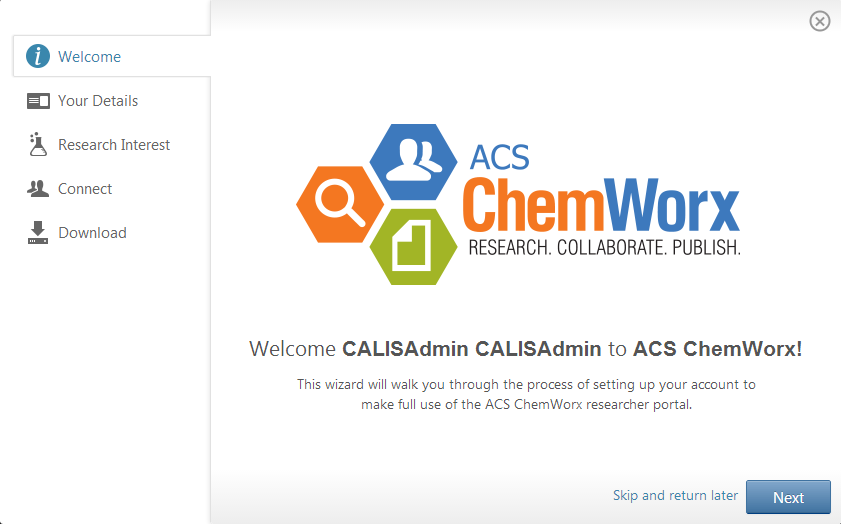 Welcome
Your Details
Research Interest
Connect
Download
ACS
ChemWorx
RESEARCH. COLLABORATE. PUBLISH.
Welcome CALISAdmin CALISAdmin to ACS ChemWorx!
This wizard will walk you through the process of setting up your account to
make full use of the ACS ChemWorx researcher portal.
Skip and return later
Next